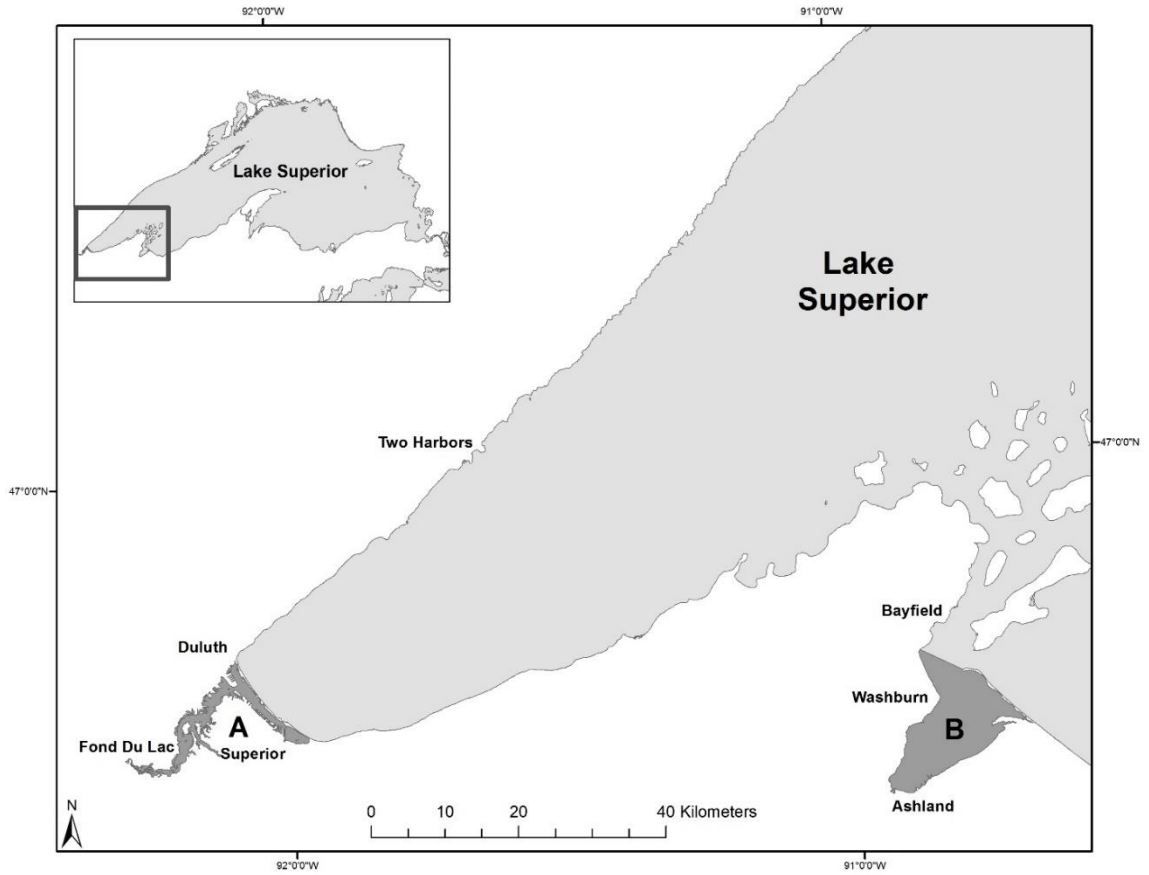 92°0'0"W
91°0'0"W
Lake Superior
Lake
Superior
Two Harbors
47°0'0"N
47°0'0"N
Bayfield
Duluth
Washburn
A
B
Fond Du Lac
Superior
Ashland
N
0 10 20 40 Kilometers
92°0'0"W
91°0'0"W